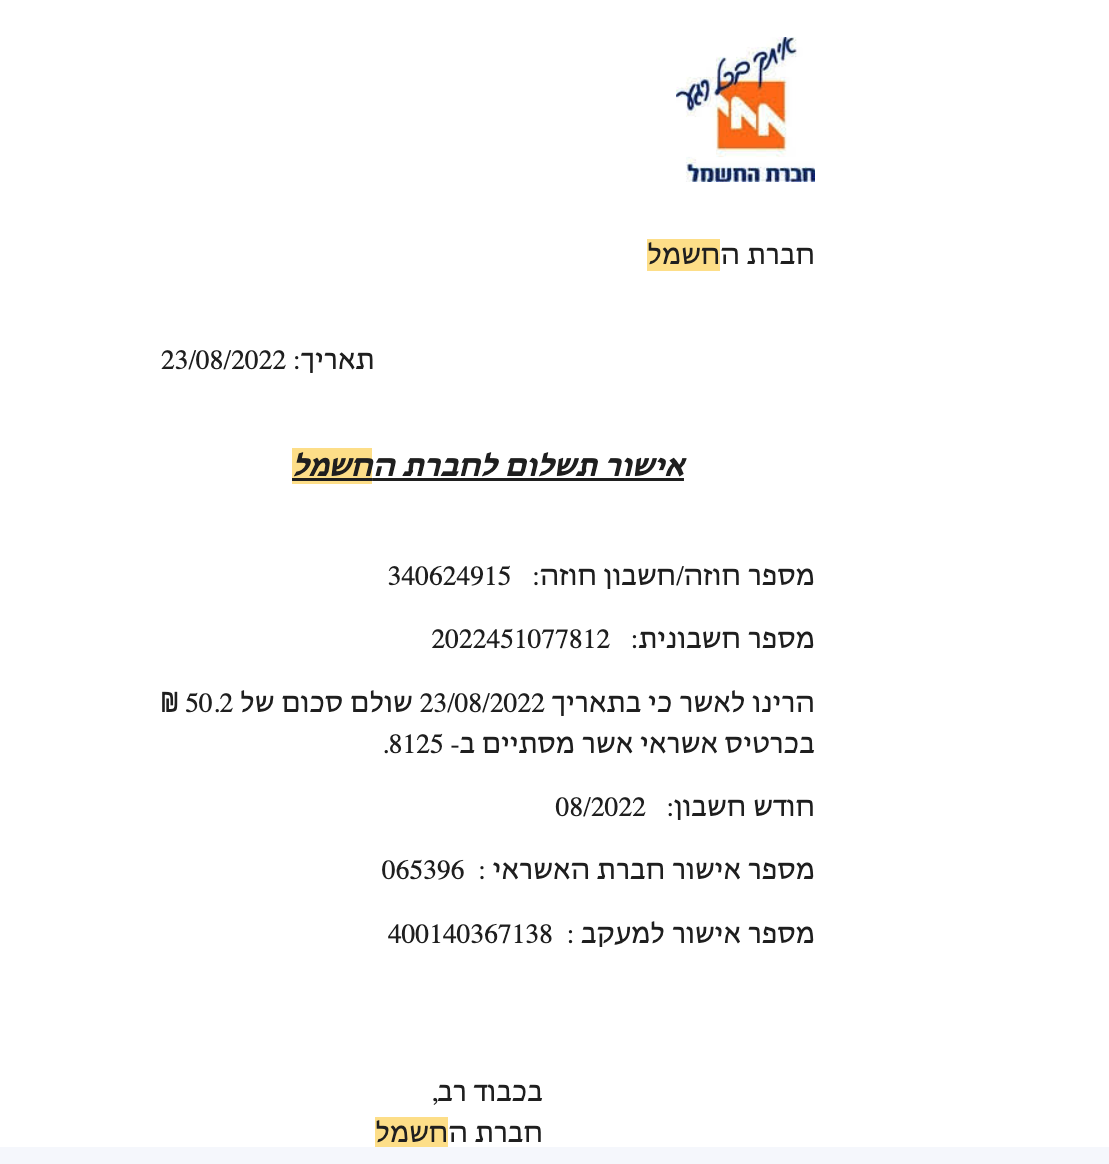 איתך בכל רגע
חברת החשמל
חברת החשמל
תאריך: 23/08/2022
אישור תשלום לחברת החשמל
מספר חוזה/חשבון חוזה: 340624915
מספר חשבונית: 2022451077812
הרינו לאשר כי בתאריך 23/08/2022 שולם סכום של 50.2 ₪
בכרטיס אשראי אשר מסתיים ב- 8125.
חודש חשבון: 08/2022
מספר אישור חברת האשראי : 065396
מספר אישור למעקב : 400140367138
בכבוד רב,
חברת החשמל